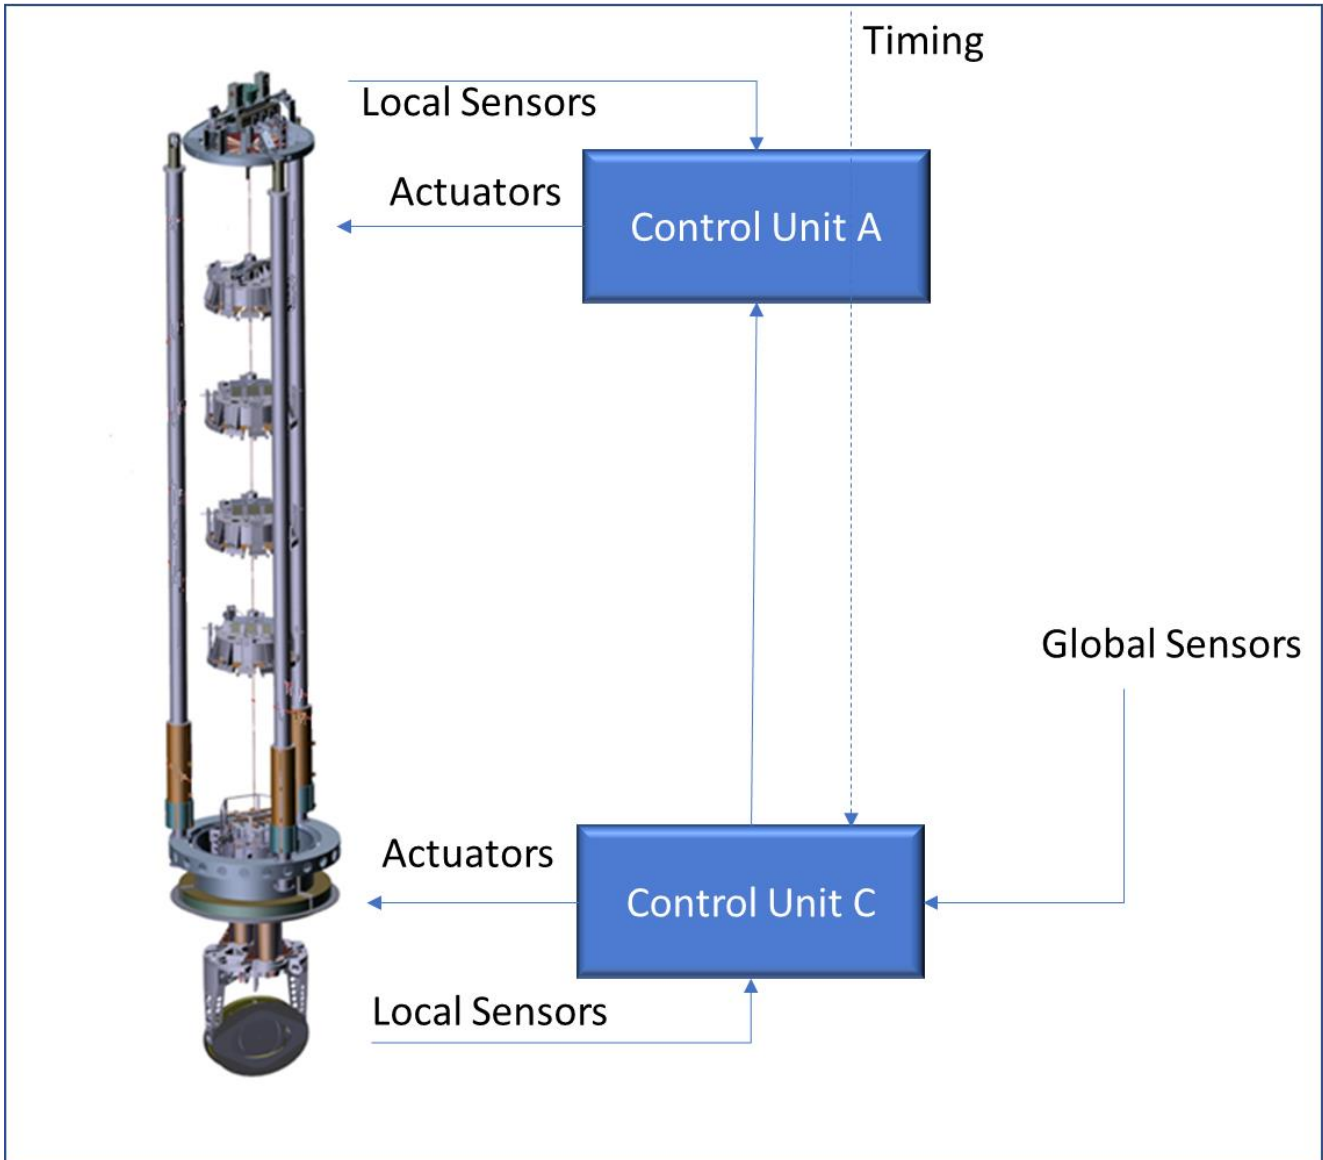 Timing
Local Sensors
Actuators
Control Unit A
Global Sensors
Actuators
Control Unit C
Local Sensors